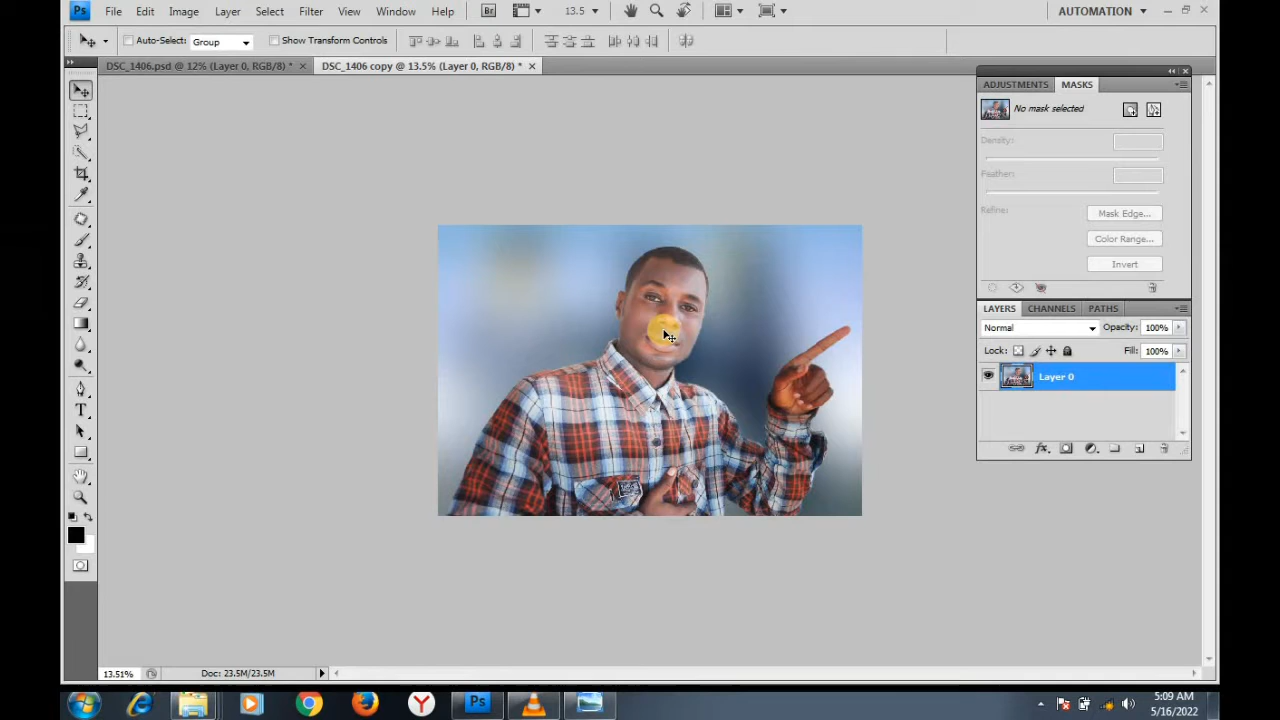 Ps File Edit Image Layer Select Filter View Window Help Br 13.5 AUTOMATION
Auto-Select: Group Show Transform Controls
DSC_1406.psd @ 12% (Layer 0, RGB/8) * DSC_1406 copy @ 13.5% (Layer 0, RGB/8) *
ADJUSTMENTS MASKS
No mask selected
Density:
Feather:
Refine: Mask Edge...
Color Range...
Invert
LAYERS CHANNELS PATHS
Normal Opacity: 100%
Lock: Fill: 100%
Layer 0
fx
T
13.51% Doc: 23.5M/23.5M
Ps
5:09 AM
5/16/2022